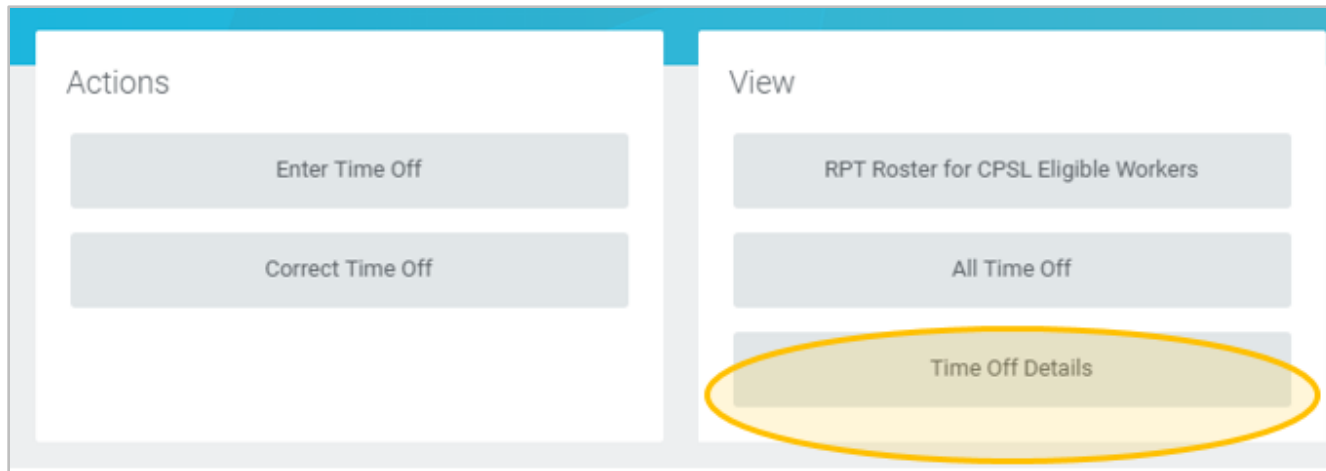 Actions
Enter Time Off
Correct Time Off
View
RPT Roster for CPSL Eligible Workers
All Time Off
Time Off Details